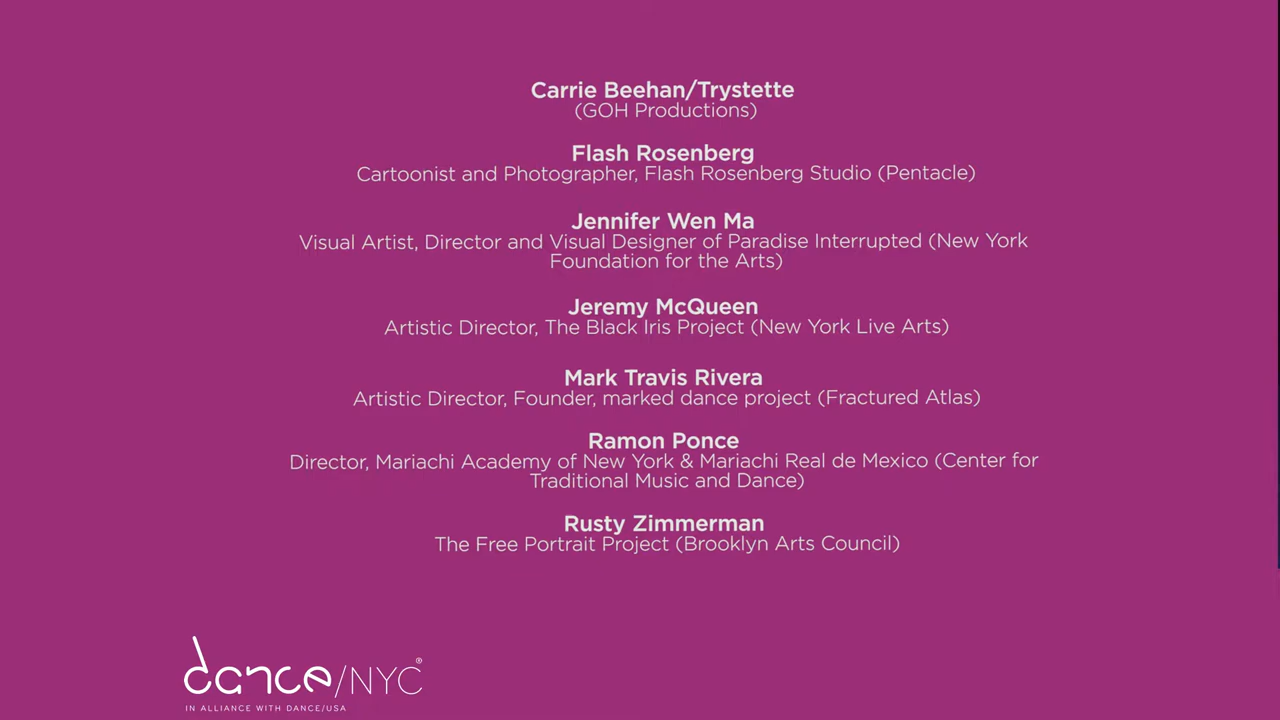 Carrie Beehan/Trystette
(GOH Productions)
Flash Rosenberg
Cartoonist and Photographer, Flash Rosenberg Studio (Pentacle)
Jennifer Wen Ma
Visual Artist, Director and Visual Designer of Paradise Interrupted (New York
Foundation for the Arts)
Jeremy McQueen
Artistic Director, The Black Iris Project (New York Live Arts)
Mark Travis Rivera
Artistic Director, Founder, marked dance project (Fractured Atlas)
Ramon Ponce
Director, Mariachi Academy of New York & Mariachi Real de Mexico (Center for
Traditional Music and Dance)
Rusty Zimmerman
The Free Portrait Project (Brooklyn Arts Council)
dance/NYC®
IN ALLIANCE WITH DANCE/USA